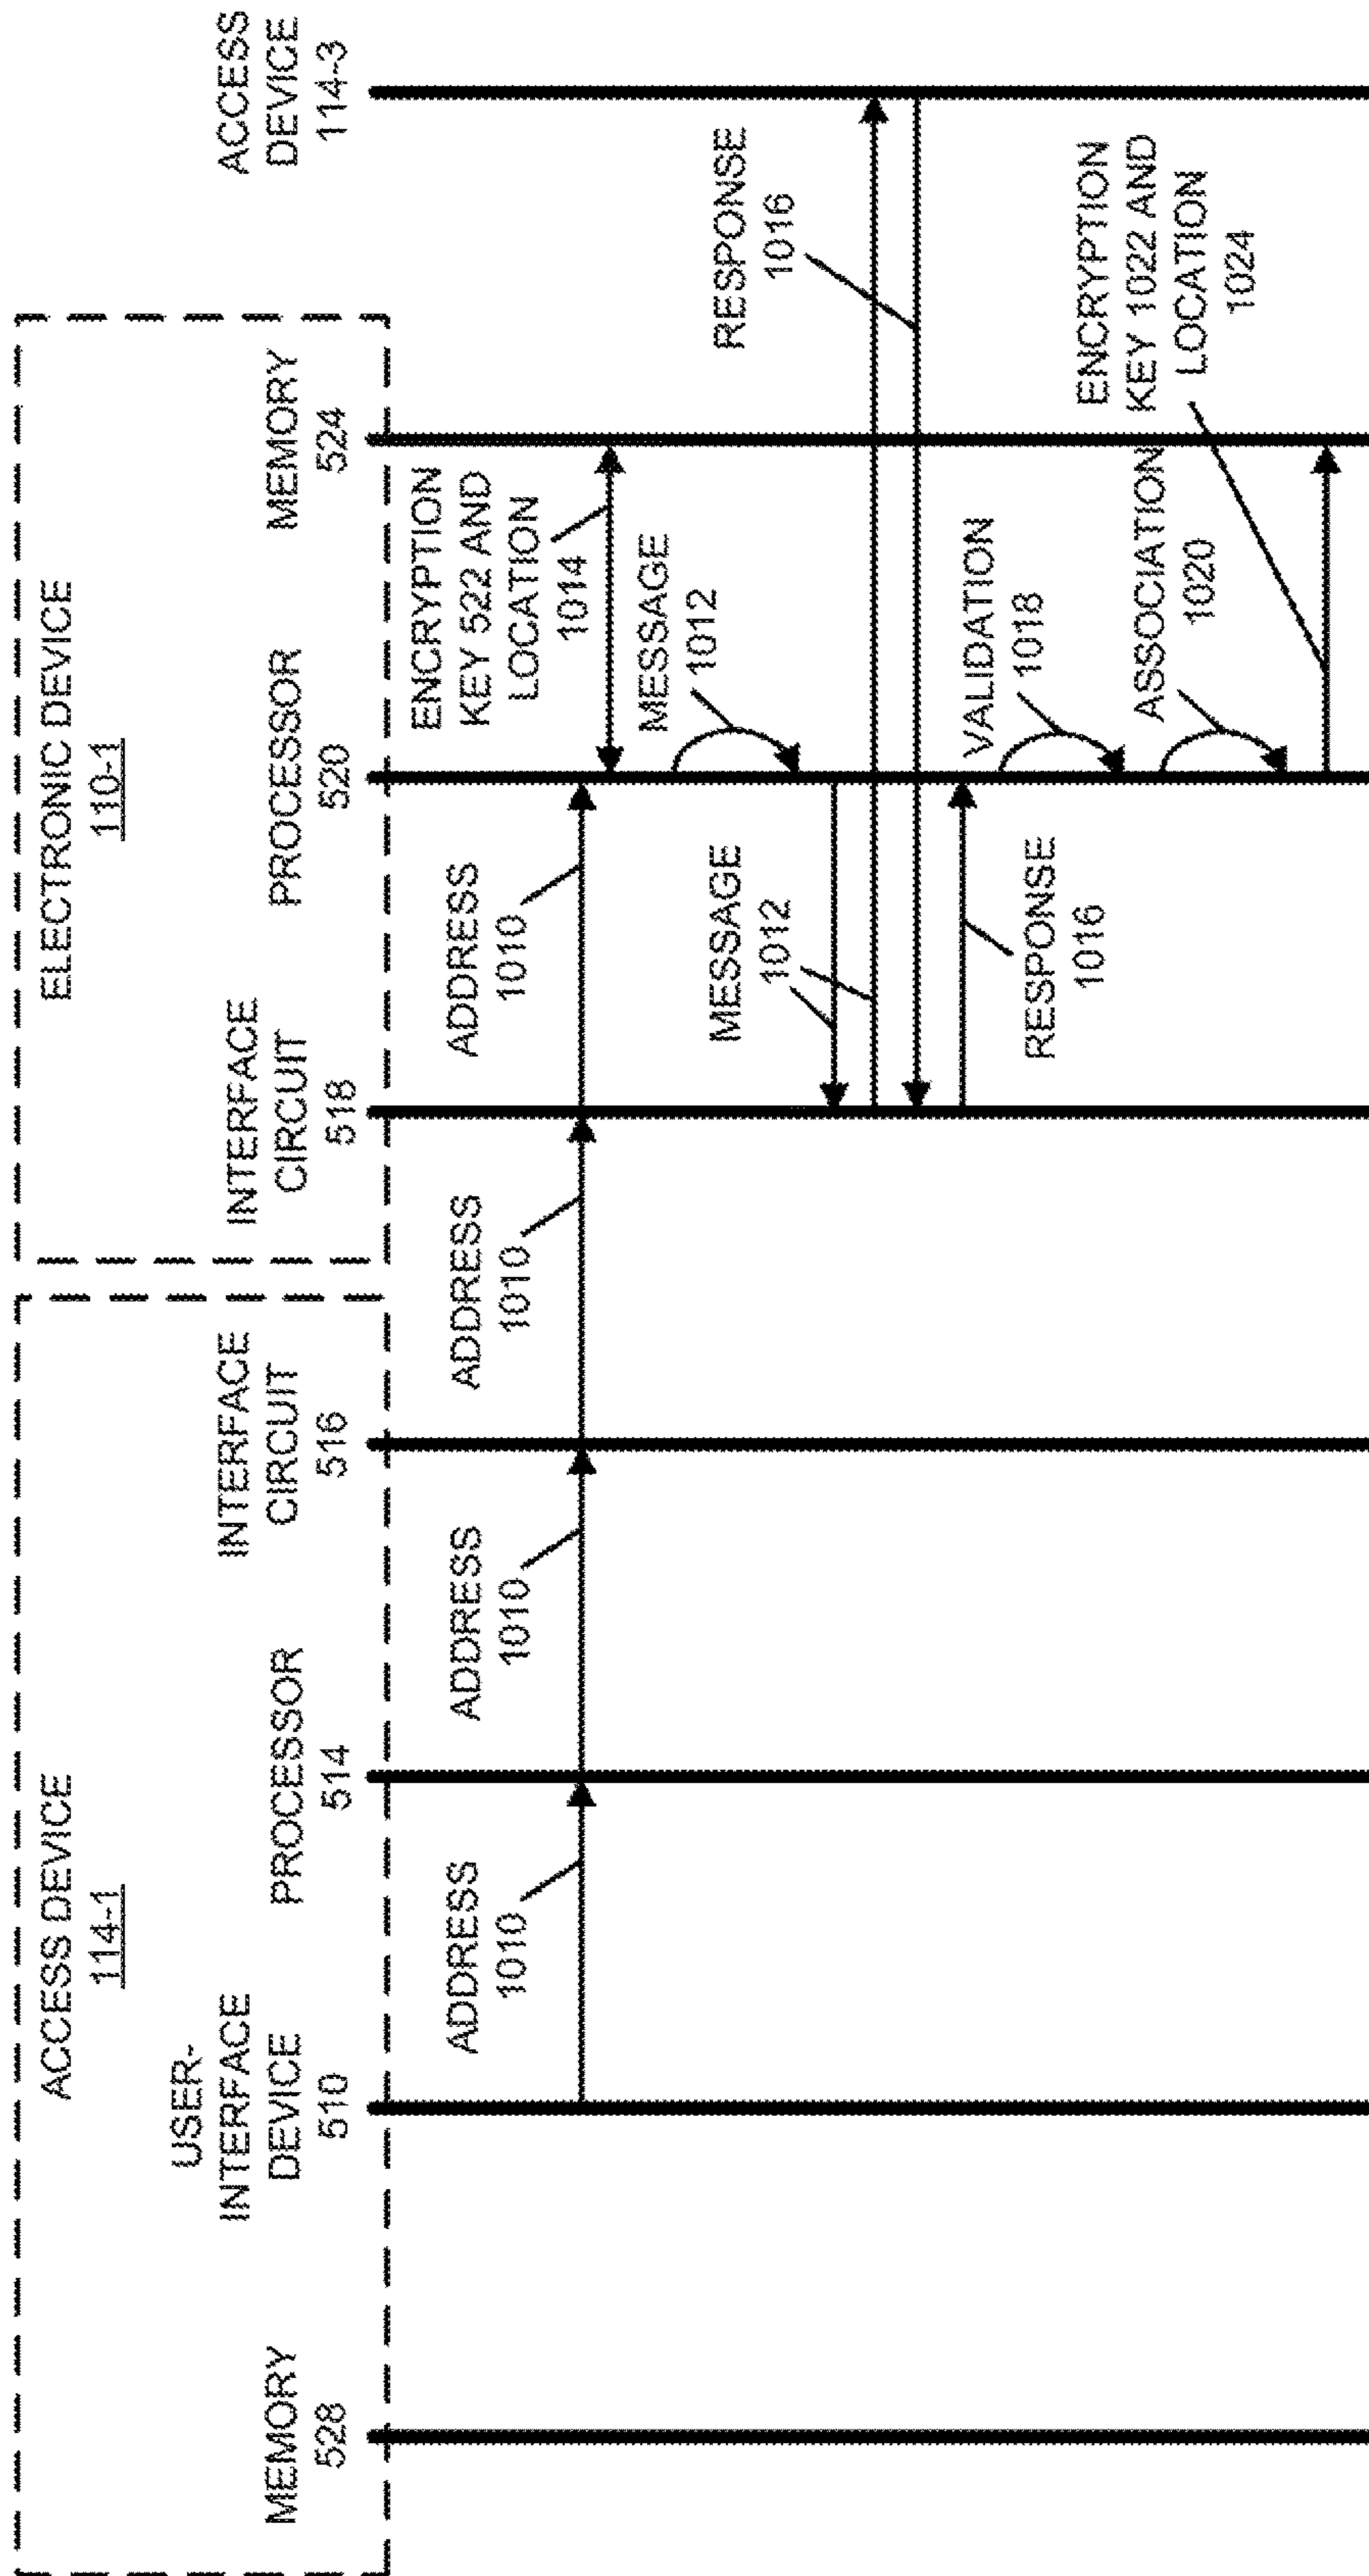 ACCESS DEVICE
114-1
ELECTRONIC DEVICE
110-1
MEMORY
528
USER-
INTERFACE
DEVICE
510
PROCESSOR
514
INTERFACE
CIRCUIT
516
INTERFACE
CIRCUIT
518
PROCESSOR
520
MEMORY
524
ACCESS
DEVICE
114-3
ADDRESS
1010
ADDRESS
1010
ADDRESS
1010
ADDRESS
1010
ADDRESS
1010
ENCRYPTION
KEY 522 AND
LOCATION
1014
MESSAGE
1012
MESSAGE
1012
RESPONSE
1016
RESPONSE
1016
VALIDATION
1018
ASSOCIATION
1020
ENCRYPTION
KEY 1022 AND
LOCATION
1024